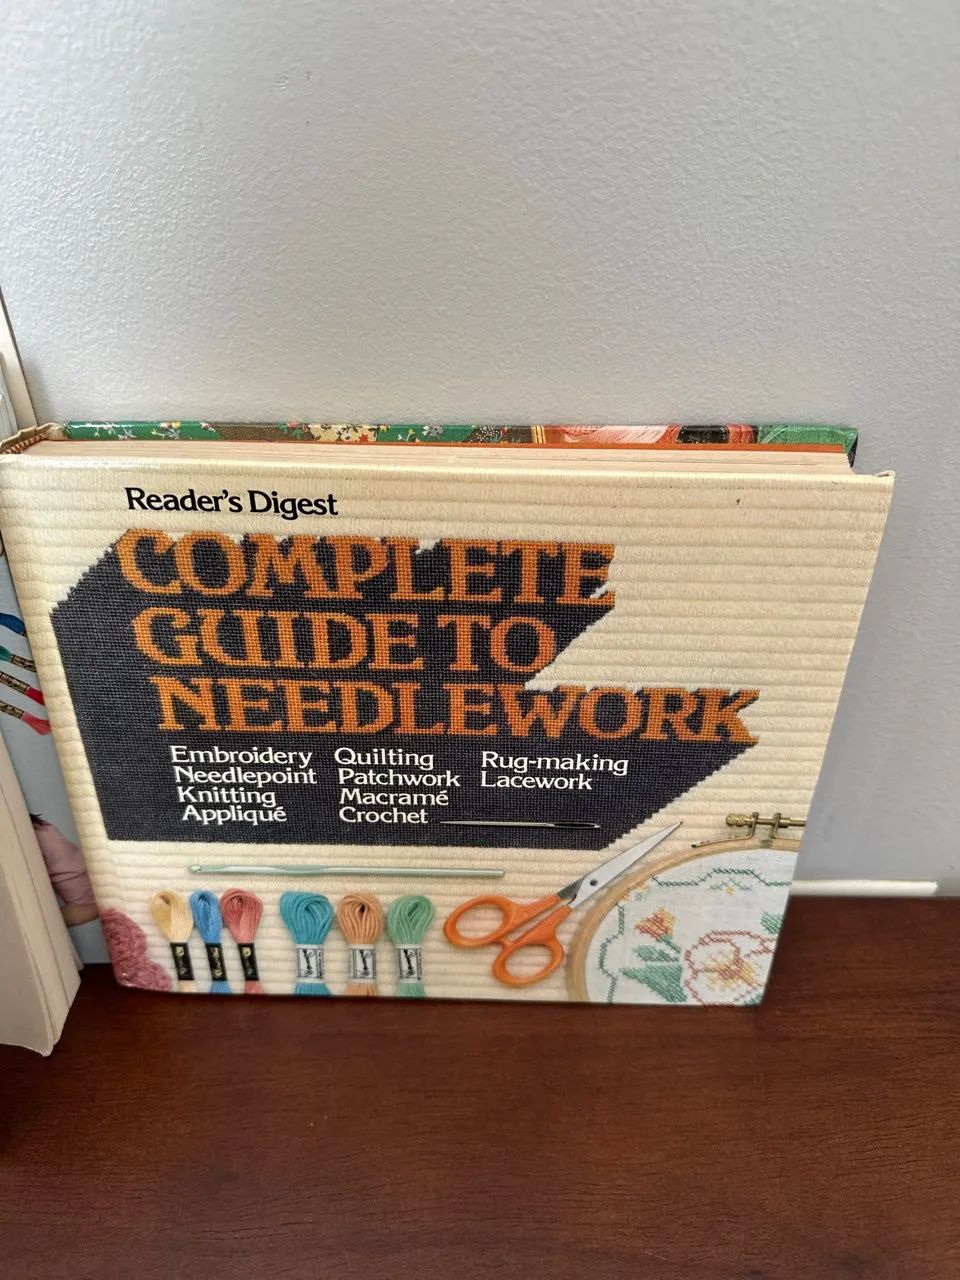 Reader's Digest
COMPLETE
GUIDE TO
NEEDLEWORK
Embroidery
Needlepoint
Knitting
Appliqué
Quilting
Patchwork
Macramé
Crochet
Rug-making
Lacework